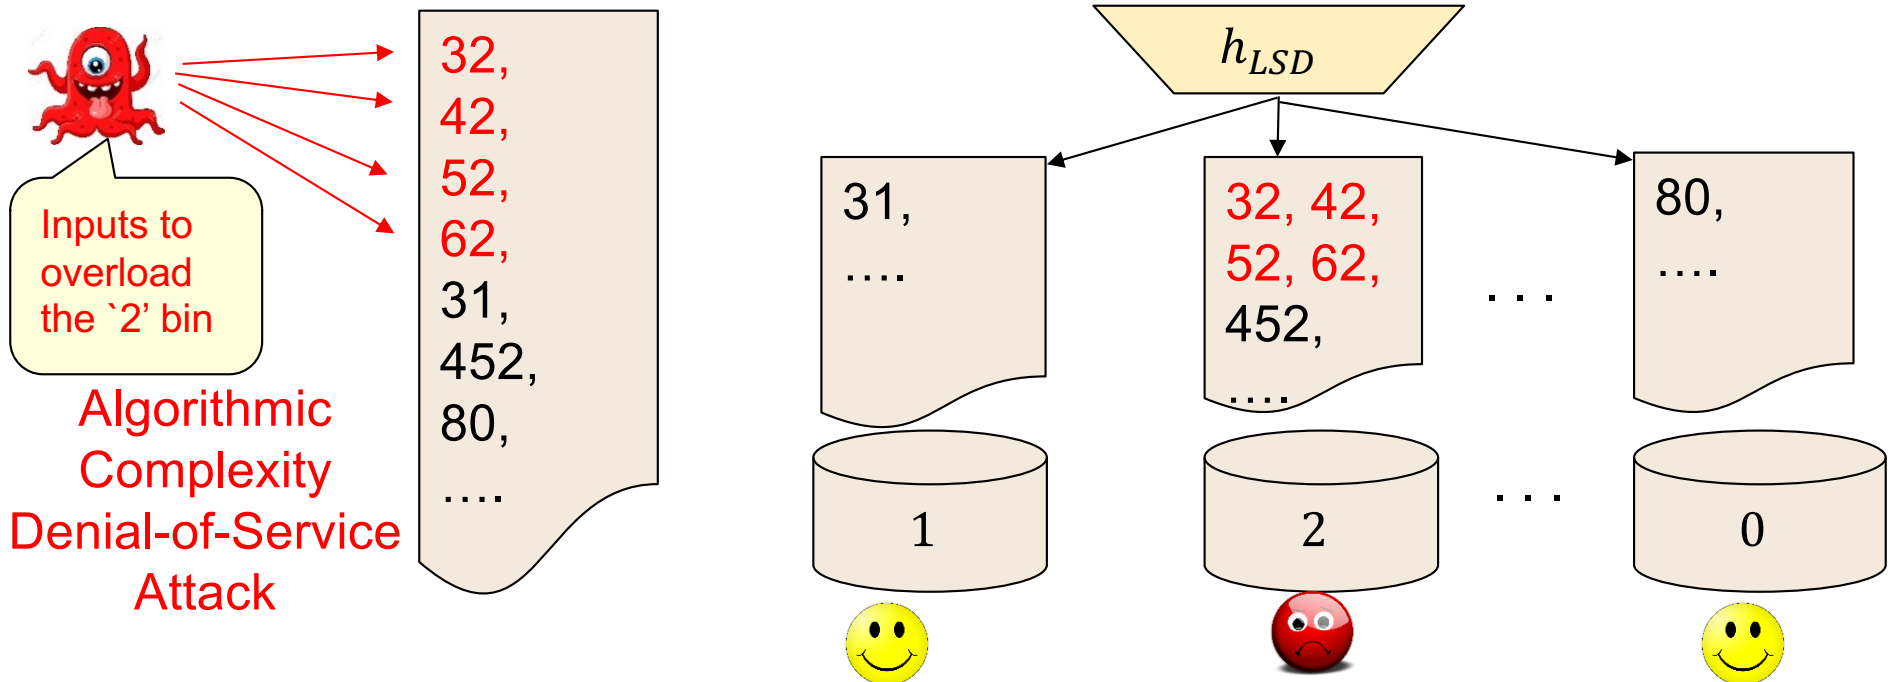 Inputs to
overload
the `2’ bin
Algorithmic
Complexity
Denial-of-Service
Attack
32,
42,
52,
62,
31,
452,
80,
….
h_LSD
31,
….
32, 42,
52, 62,
452,
….
. . .
80,
….
1
2
. . .
0